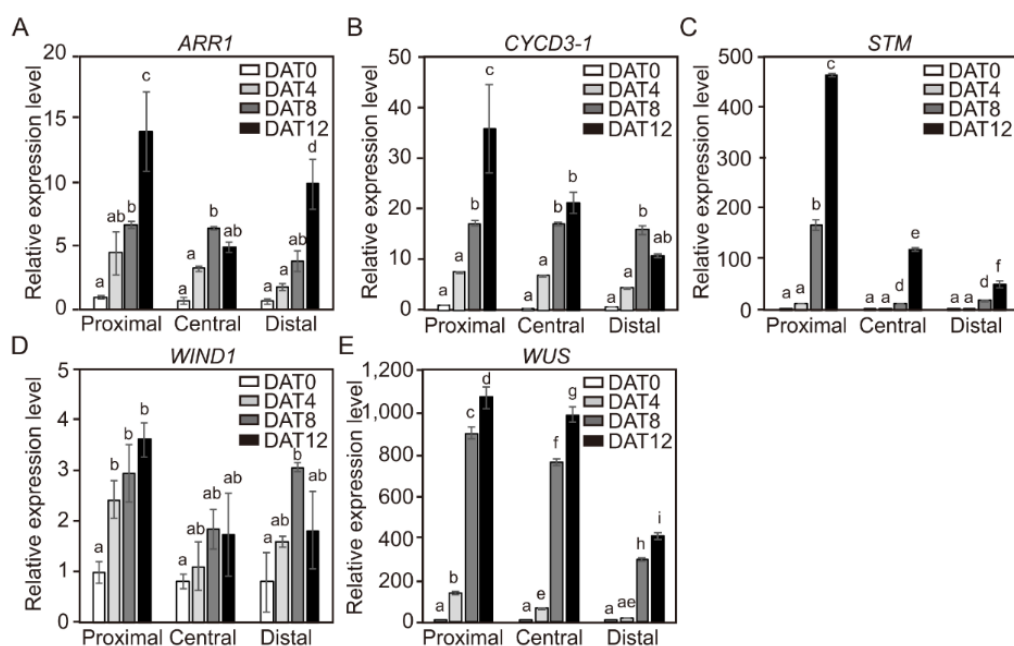 A
ARR1
Relative expression level
20
15
10
5
0
DAT0
DAT4
DAT8
DAT12
a ab b c
a a b ab
a a ab d
Proximal Central Distal
B
CYCD3-1
Relative expression level
50
40
30
20
10
0
DAT0
DAT4
DAT8
DAT12
a a b c
a a b b
a a b ab
Proximal Central Distal
C
STM
Relative expression level
500
400
300
200
100
0
DAT0
DAT4
DAT8
DAT12
a a b c
a a d e
a a d f
Proximal Central Distal
D
WIND1
Relative expression level
5
4
3
2
1
0
DAT0
DAT4
DAT8
DAT12
a b b b
a ab ab ab
a ab b ab
Proximal Central Distal
E
WUS
Relative expression level
1,200
1,000
800
600
400
200
0
DAT0
DAT4
DAT8
DAT12
a b c d
a e f g
a ae h i
Proximal Central Distal